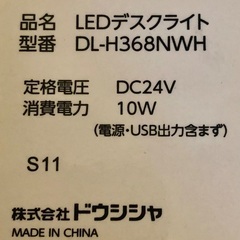 品名 LEDデスクライト
型番 DL-H368NWH
定格電圧 DC24V
消費電力 10W
(電源・USB出力含まず)
S11
株式会社ドウシシャ
MADE IN CHINA